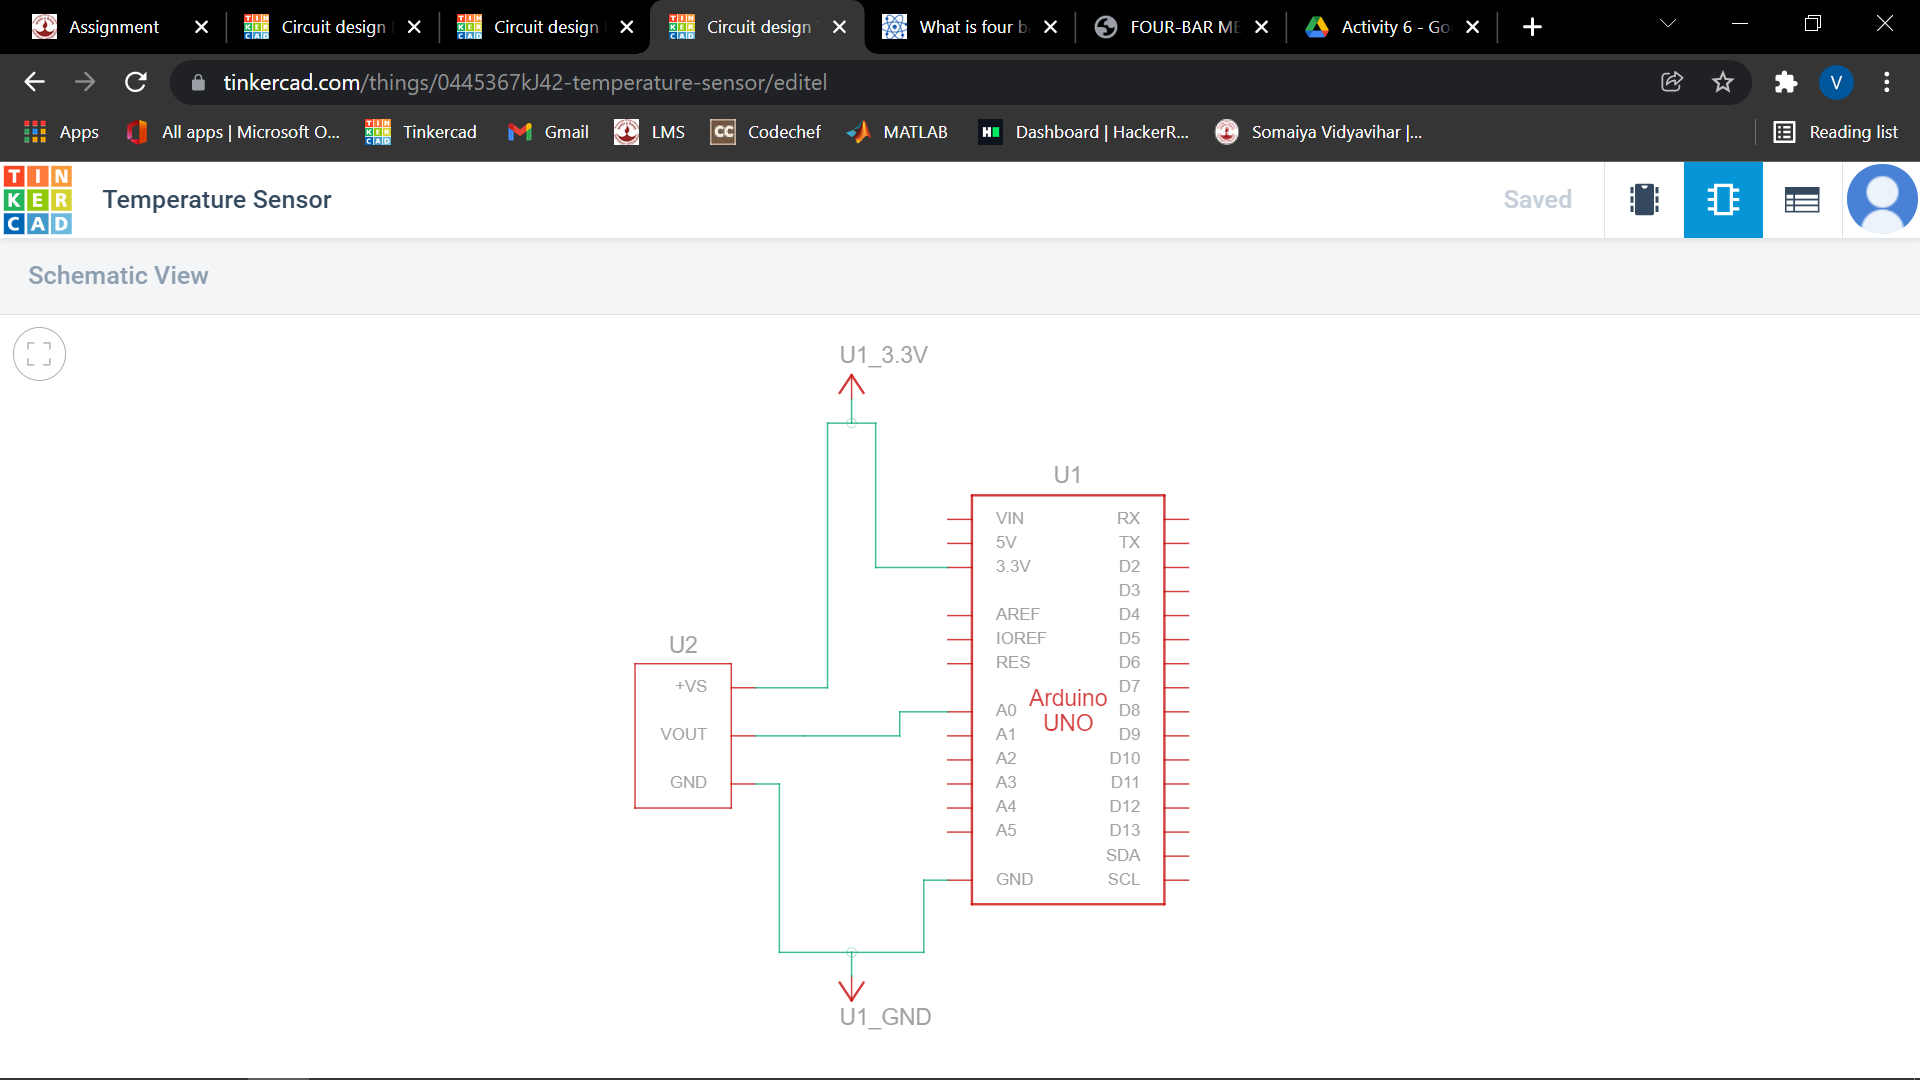 Assignment
Circuit design
Circuit design
Circuit design
What is four b
FOUR-BAR ME
Activity 6 - Go
tinkercad.com/things/0445367kJ42-temperature-sensor/editel
V
Apps
All apps | Microsoft O...
Tinkercad
Gmail
LMS
CC
Codechef
MATLAB
Dashboard | HackerR...
Somaiya Vidyavihar |...
Reading list
TIN
KER
CAD
Temperature Sensor
Saved
Schematic View
U1_3.3V
U1
VIN RX
5V TX
3.3V D2
D3
AREF D4
IOREF D5
RES D6
D7
A0 D8
A1 D9
A2 D10
A3 D11
A4 D12
A5 D13
SDA
GND SCL
Arduino
UNO
U2
+VS
VOUT
GND
U1_GND